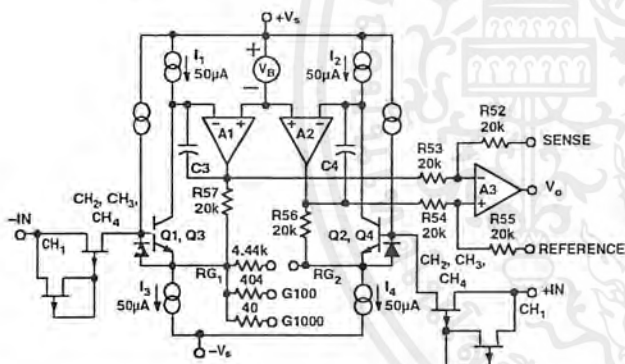 +Vs
I1
50µA
+
VB
−
I2
50µA
− +
A1
+ −
A2
C3
C4
R57
20k
R56
20k
R53
20k
R52
20k
SENSE
−
A3
+
Vo
R54
20k
R55
20k
REFERENCE
CH2, CH3,
CH4
−IN
CH1
Q1, Q3
Q2, Q4
4.44k
RG1
RG2
404
G100
40
G1000
I3
50µA
I4
50µA
CH2, CH3,
CH4
+IN
CH1
−Vs